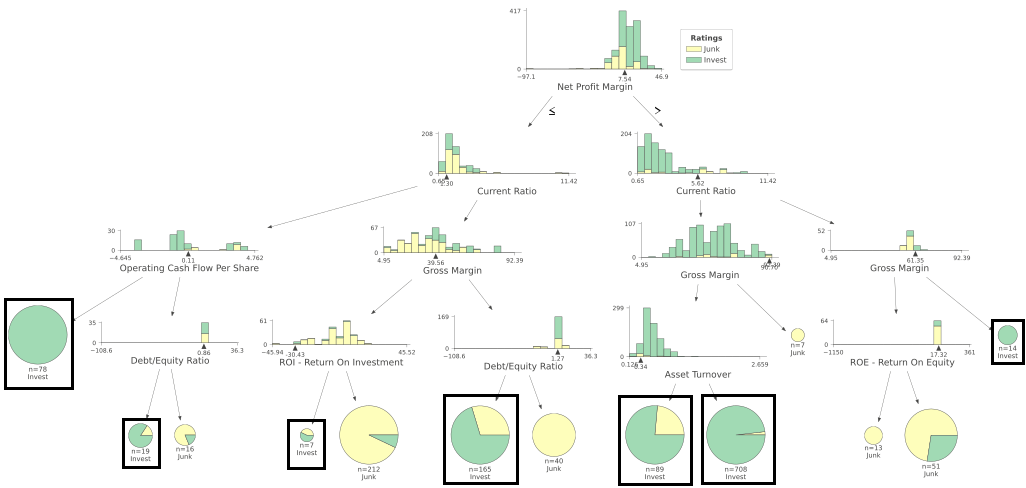 417
0
−97.1
7.54
46.9
Net Profit Margin
Ratings
Junk
Invest
≤
>
208
0
1.30
11.42
Current Ratio
204
0
0.65
5.62
11.42
Current Ratio
30
0
−4.645
0.11
4.762
Operating Cash Flow Per Share
67
0
4.95
39.56
92.39
Gross Margin
107
0
4.95
Gross Margin
52
0
4.95
61.35
92.39
Gross Margin
n=78
Invest
35
0
−108.6
0.86
36.3
Debt/Equity Ratio
61
0
−45.94
-30.43
45.52
ROI - Return On Investment
169
0
−108.6
1.27
36.3
Debt/Equity Ratio
299
0
0.34
2.659
Asset Turnover
n=7
Junk
64
0
−1150
17.32
361
ROE - Return On Equity
n=14
Invest
n=19
Invest
n=16
Junk
n=7
Invest
n=212
Junk
n=165
Invest
n=40
Junk
n=89
Invest
n=708
Invest
n=13
Junk
n=51
Junk